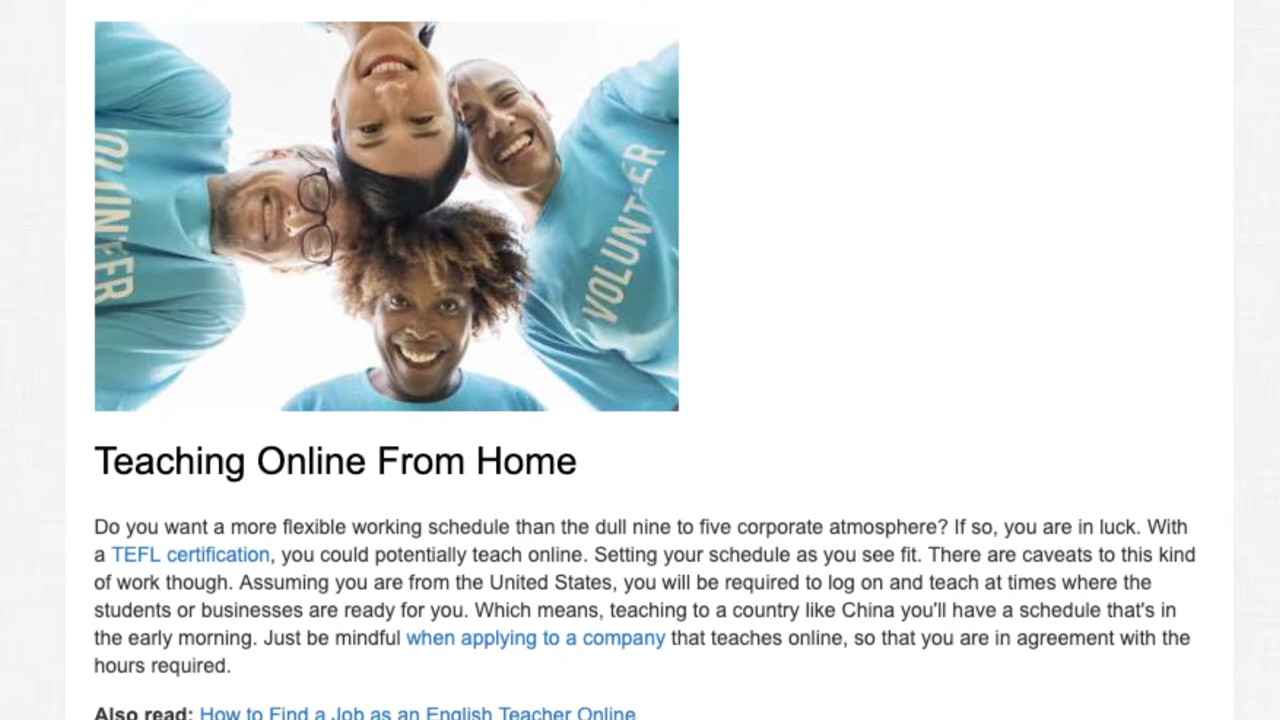 VOLUNTEER
VOLUNTEER
Teaching Online From Home
Do you want a more flexible working schedule than the dull nine to five corporate atmosphere? If so, you are in luck. With
a TEFL certification, you could potentially teach online. Setting your schedule as you see fit. There are caveats to this kind
of work though. Assuming you are from the United States, you will be required to log on and teach at times where the
students or businesses are ready for you. Which means, teaching to a country like China you'll have a schedule that's in
the early morning. Just be mindful when applying to a company that teaches online, so that you are in agreement with the
hours required.
Also read: How to Find a Job as an English Teacher Online